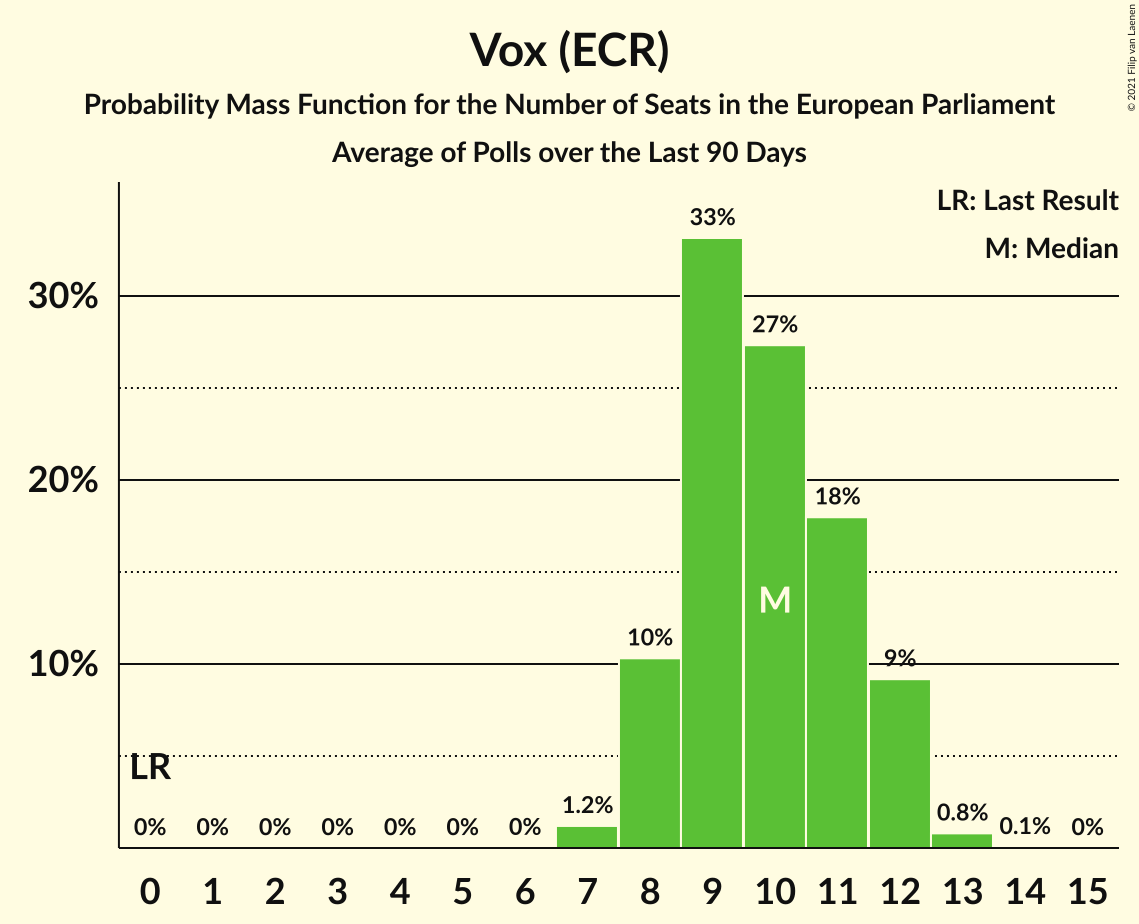 Vox (ECR)
Probability Mass Function for the Number of Seats in the European Parliament
Average of Polls over the Last 90 Days
© 2021 Filip van Laenen
LR: Last Result
M: Median
33%
30%
27%
20%
18%
M
10%
10%
9%
LR
0%
0%
0%
0%
0%
0%
0%
1.2%
0.8%
0.1%
0%
0 1 2 3 4 5 6 7 8 9 10 11 12 13 14 15